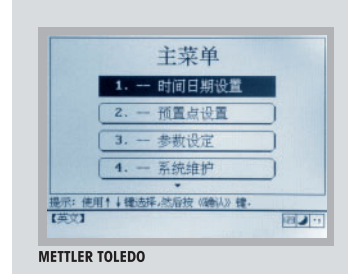 主菜单
1. -- 时间日期设置
2. -- 预置点设置
3. -- 参数设定
4. -- 系统维护
提示: 使用↑↓键选择,然后按《确认》键.
【英文】
METTLER TOLEDO